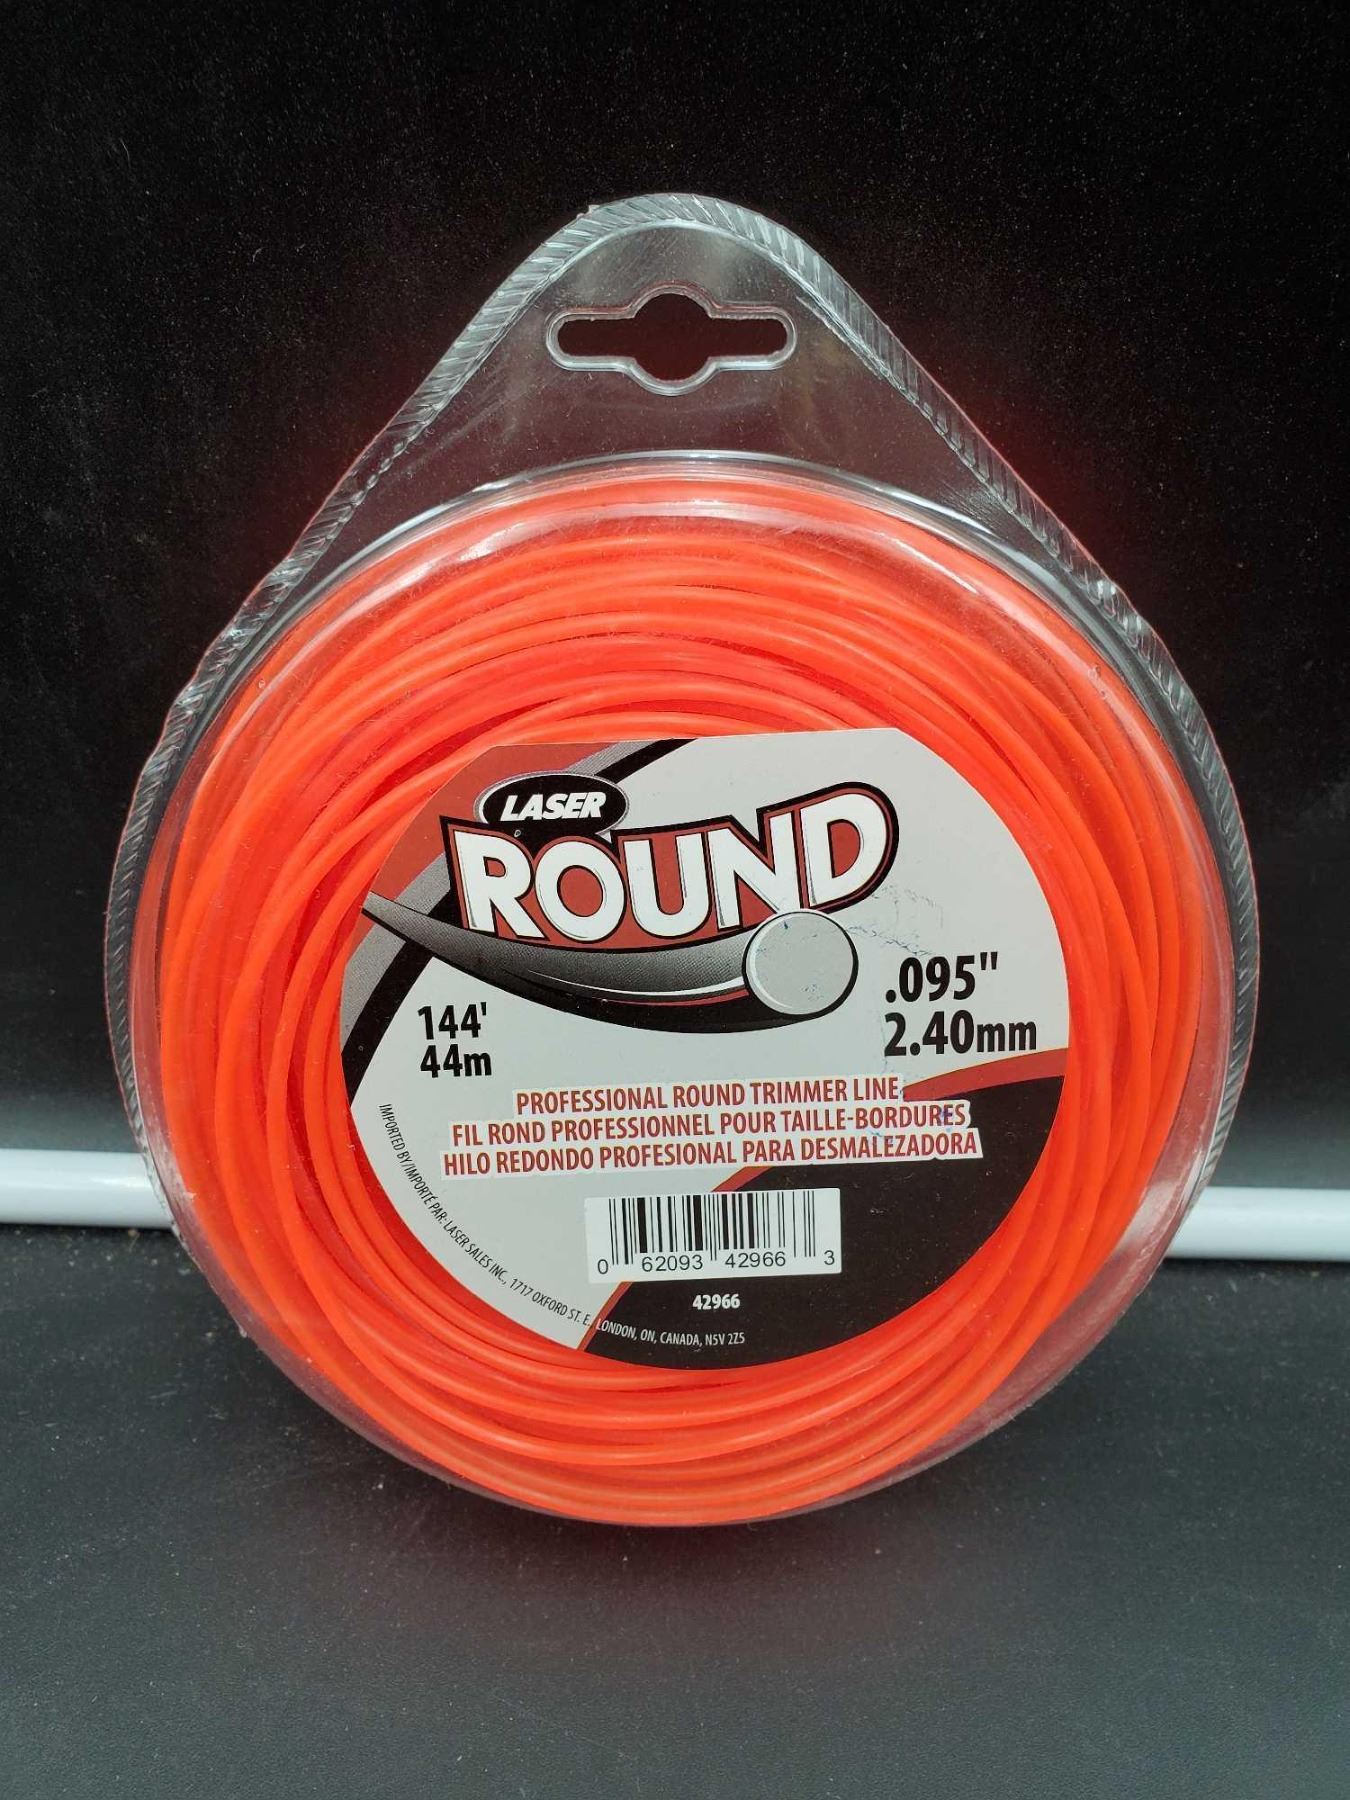 LASER
ROUND
144'
44m
.095"
2.40mm
PROFESSIONAL ROUND TRIMMER LINE
FIL ROND PROFESSIONNEL POUR TAILLE-BORDURES
HILO REDONDO PROFESIONAL PARA DESMALEZADORA
0 62093 42966 3
42966
IMPORTED BY/IMPORTÉ PAR: LASER SALES INC., 1717 OXFORD ST. E. LONDON, ON, CANADA, N5V 2Z5